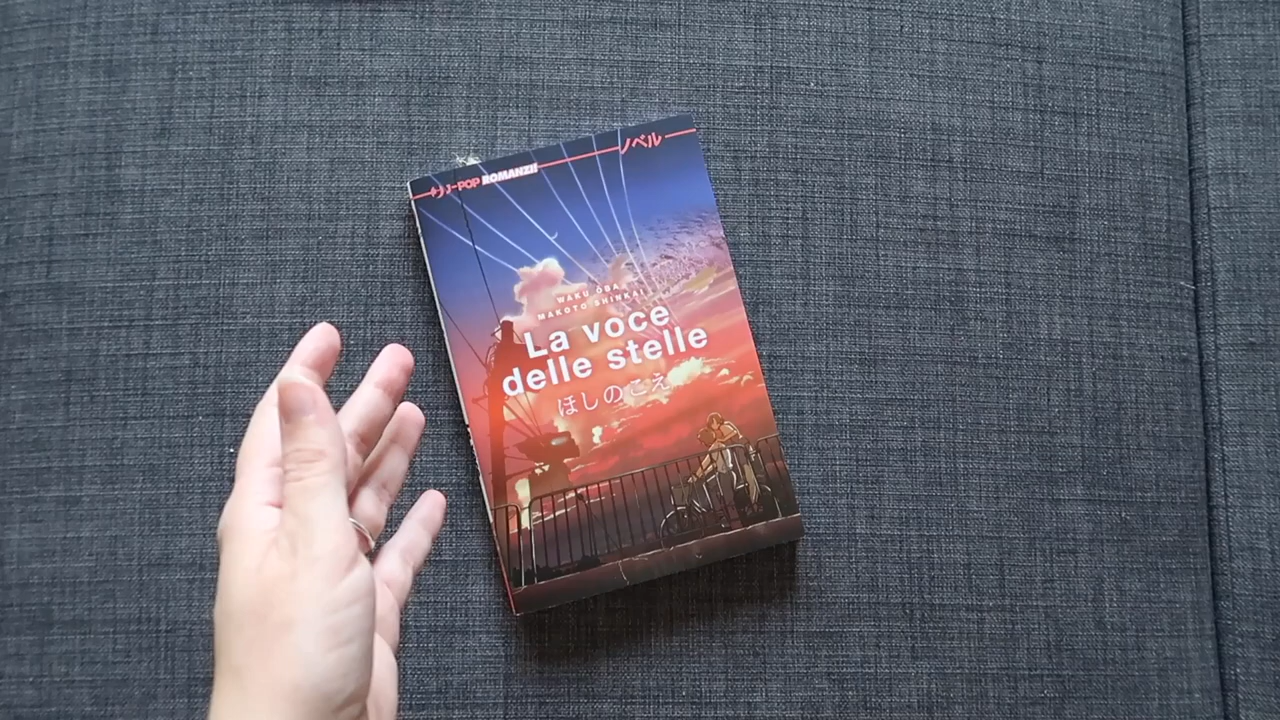 J-POP ROMANZI
ノベル
WAKU ŌBA
MAKOTO SHINKAI
La voce
delle stelle
ほしのこえ